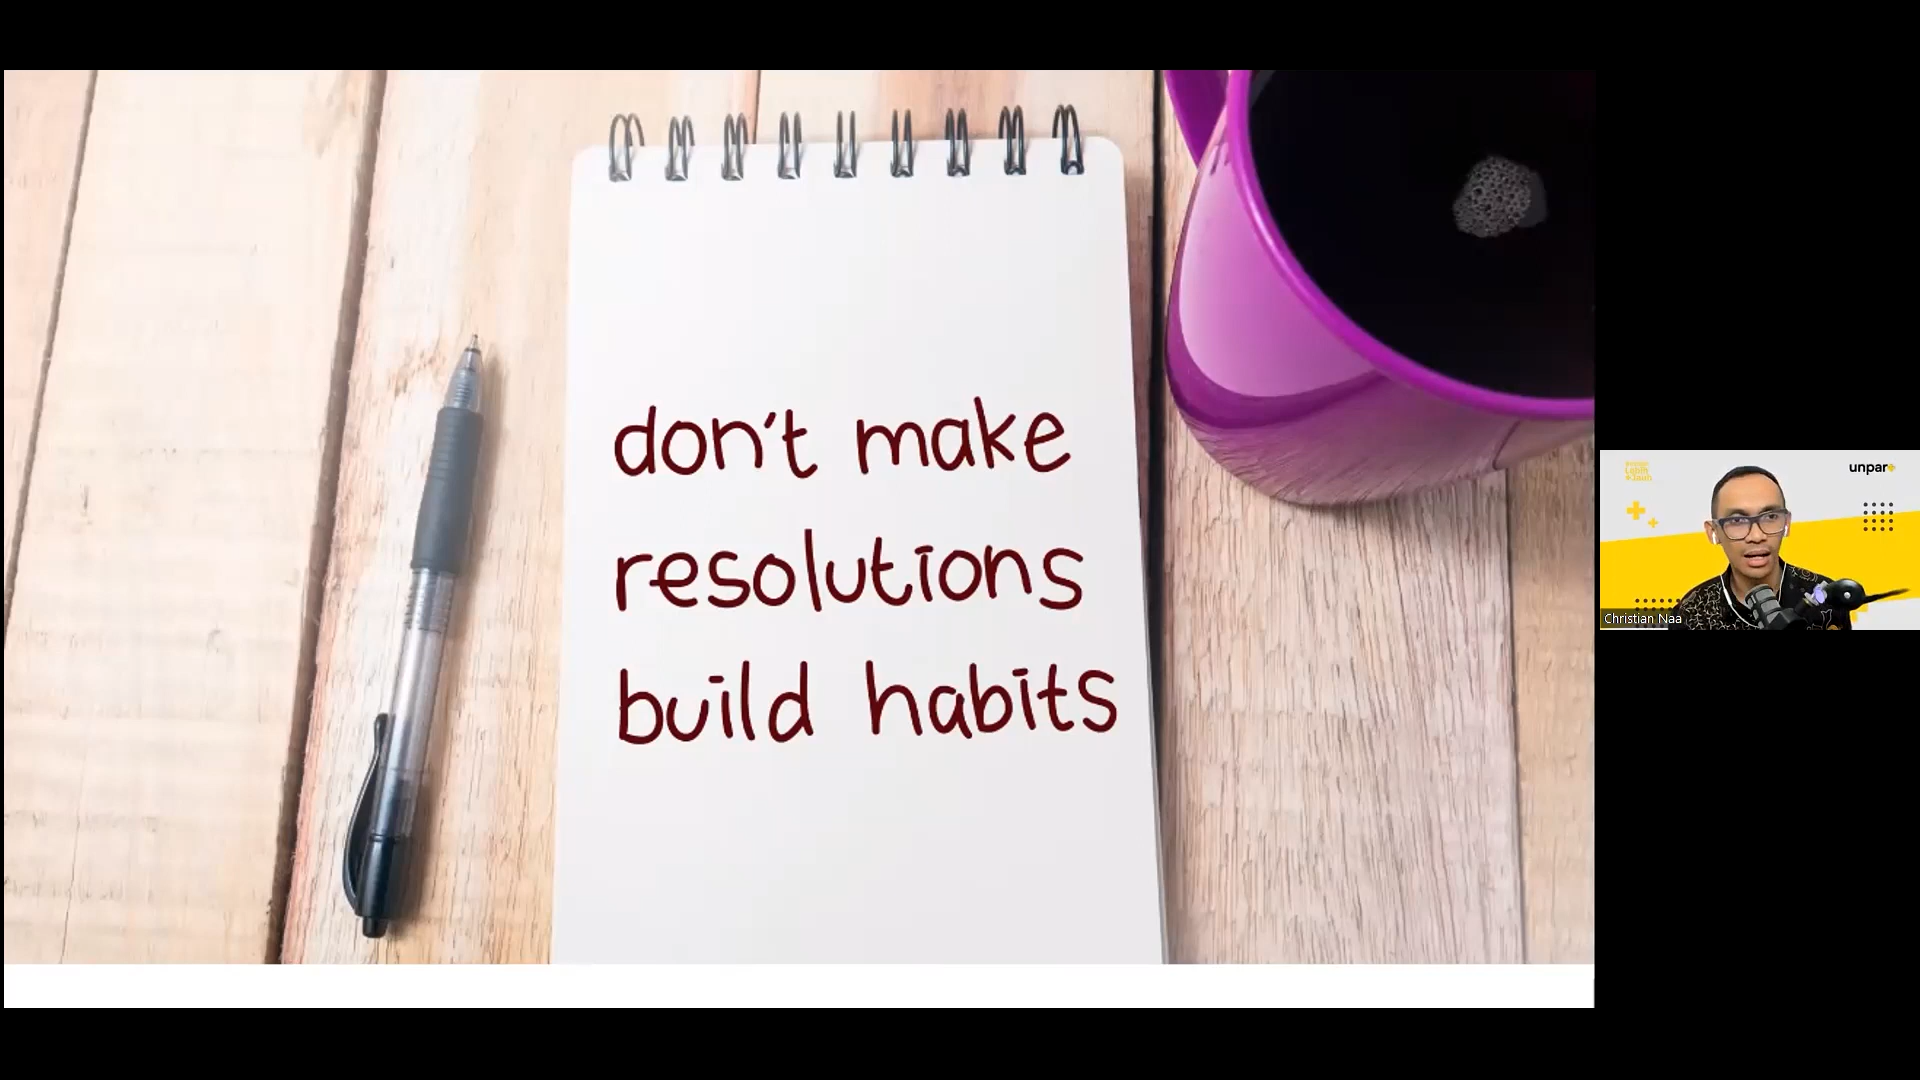 don't make
resolutions
build habits
unpar
Christian Naa